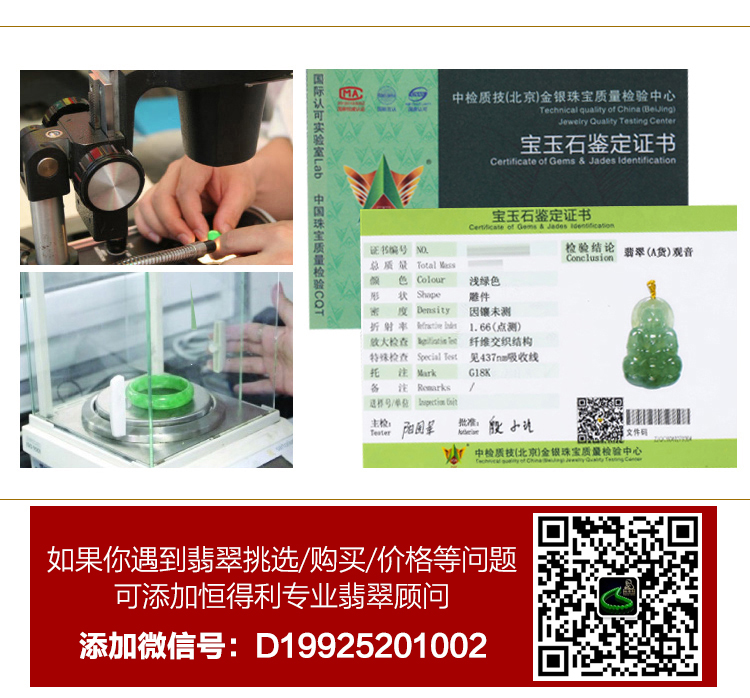 国际认可实验室Lab 中国珠宝质量检验CQT
MA
中检质技(北京)金银珠宝质量检验中心
Technical quality of China (BeiJing)
Jewelry Quality Testing Center
宝玉石鉴定证书
Certificate of Gems & Jades Identification
宝玉石鉴定证书
Certificate of Gems & Jades Identification
证书编号 NO.
总质量 Total Mass
颜色 Colour 浅绿色
形状 Shape 雕件
密度 Density 因镶未测
折射率 Refractive Index 1.66(点测)
放大检查 Magnification Test 纤维交织结构
特殊检查 Special Test 见437nm吸收线
托注 Mark G18K
备注 Remarks /
送样号/单位 Inspection Unit
检验结论 翡翠(A货)观音
Conclusion
主检: 批准:
Tester Authorizer
文件码
中检质技(北京)金银珠宝质量检验中心
Technical quality of China(BeiJing)Jewelry Quality Testing Center
如果你遇到翡翠挑选/购买/价格等问题
可添加恒得利专业翡翠顾问
添加微信号：D19925201002